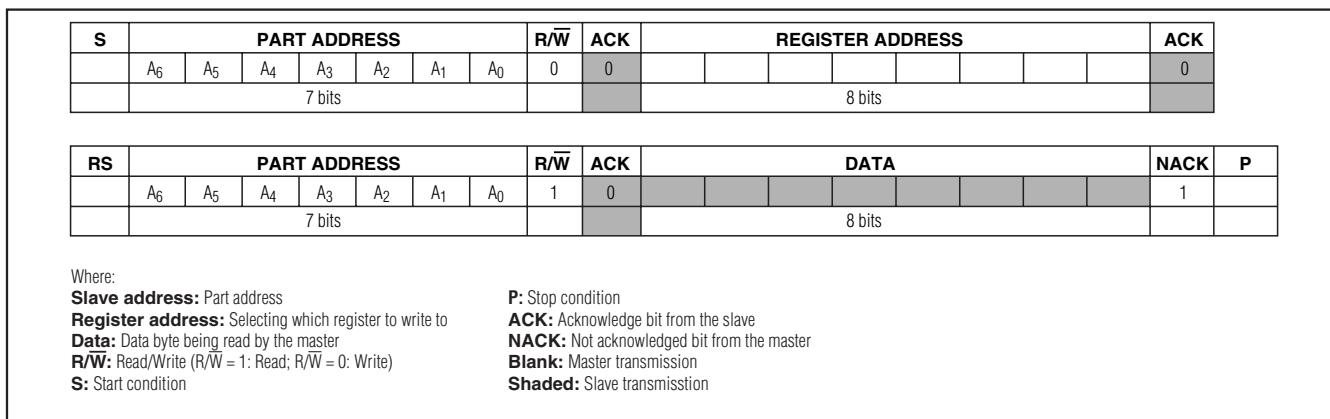 S PART ADDRESS R/W̅ ACK REGISTER ADDRESS ACK
A6 A5 A4 A3 A2 A1 A0 0 0 0
7 bits 8 bits
RS PART ADDRESS R/W̅ ACK DATA NACK P
A6 A5 A4 A3 A2 A1 A0 1 0 1
7 bits 8 bits
Where:
Slave address: Part address
Register address: Selecting which register to write to
Data: Data byte being read by the master
R/W̅: Read/Write (R/W̅ = 1: Read; R/W̅ = 0: Write)
S: Start condition
P: Stop condition
ACK: Acknowledge bit from the slave
NACK: Not acknowledged bit from the master
Blank: Master transmission
Shaded: Slave transmisstion